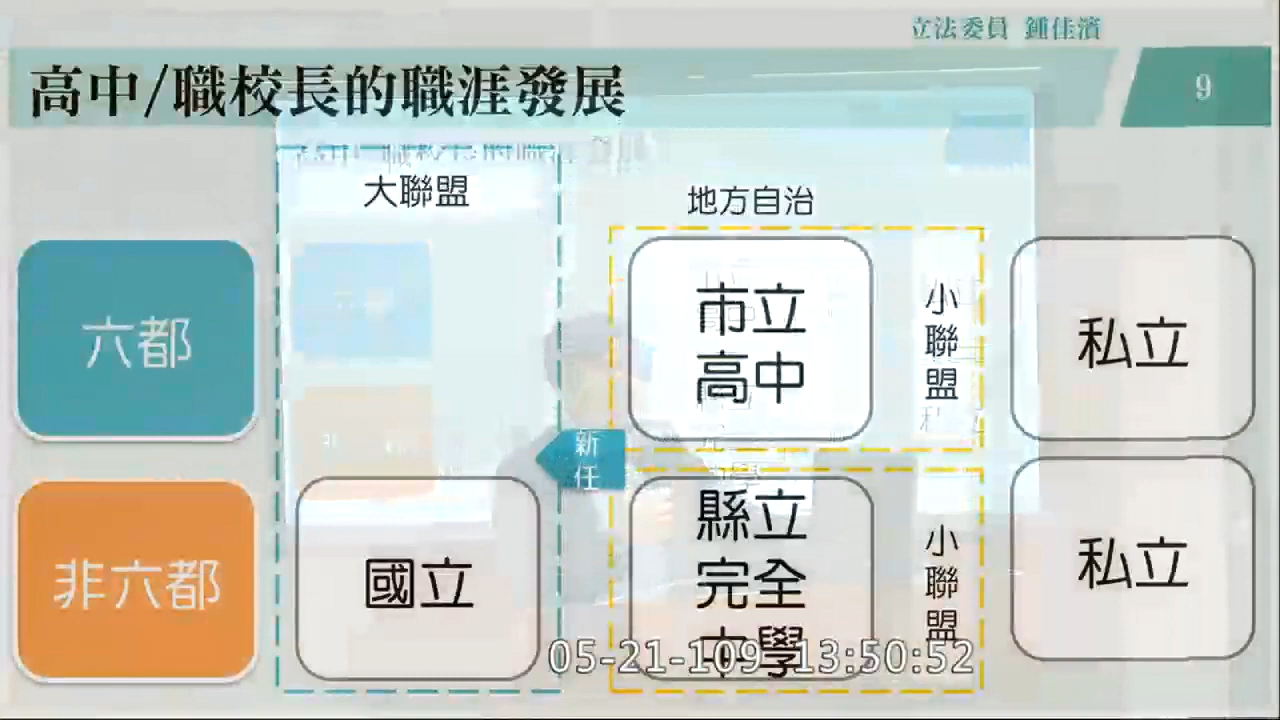 立法委員 鍾佳濱
高中/職校長的職涯發展
9
大聯盟
地方自治
六都
市立
高中
小
聯
盟
私立
新
任
非六都
國立
縣立
完全
中學
小
聯
盟
私立
05-21-109 13:50:52